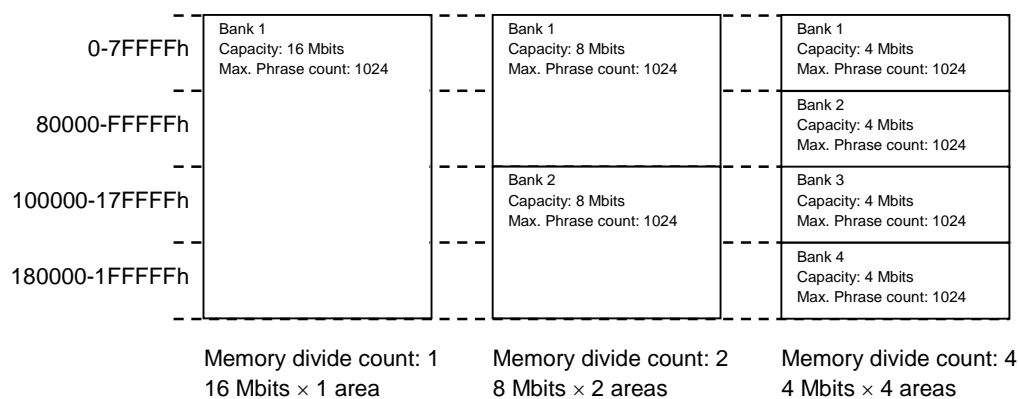 0-7FFFFh
80000-FFFFFh
100000-17FFFFh
180000-1FFFFFh
Bank 1
Capacity: 16 Mbits
Max. Phrase count: 1024
Bank 1
Capacity: 8 Mbits
Max. Phrase count: 1024
Bank 2
Capacity: 8 Mbits
Max. Phrase count: 1024
Bank 1
Capacity: 4 Mbits
Max. Phrase count: 1024
Bank 2
Capacity: 4 Mbits
Max. Phrase count: 1024
Bank 3
Capacity: 4 Mbits
Max. Phrase count: 1024
Bank 4
Capacity: 4 Mbits
Max. Phrase count: 1024
Memory divide count: 1
16 Mbits × 1 area
Memory divide count: 2
8 Mbits × 2 areas
Memory divide count: 4
4 Mbits × 4 areas